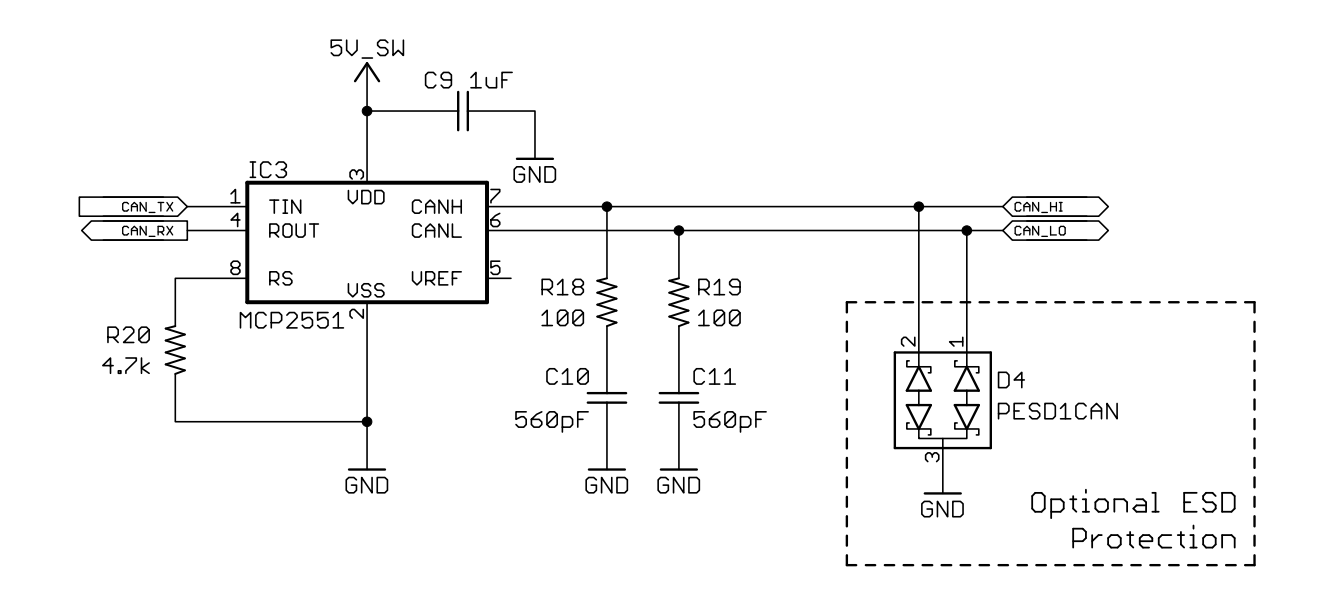 5V_SW
C9 1uF
GND
IC3
3
VDD
CAN_TX
1
TIN
CANH
7
CAN_HI
CAN_RX
4
ROUT
CANL
6
CAN_LO
8
RS
VREF
5
VSS
MCP2551
2
R20
4.7k
GND
R18
100
R19
100
C10
560pF
C11
560pF
GND
GND
2
1
D4
PESD1CAN
3
GND
Optional ESD
Protection